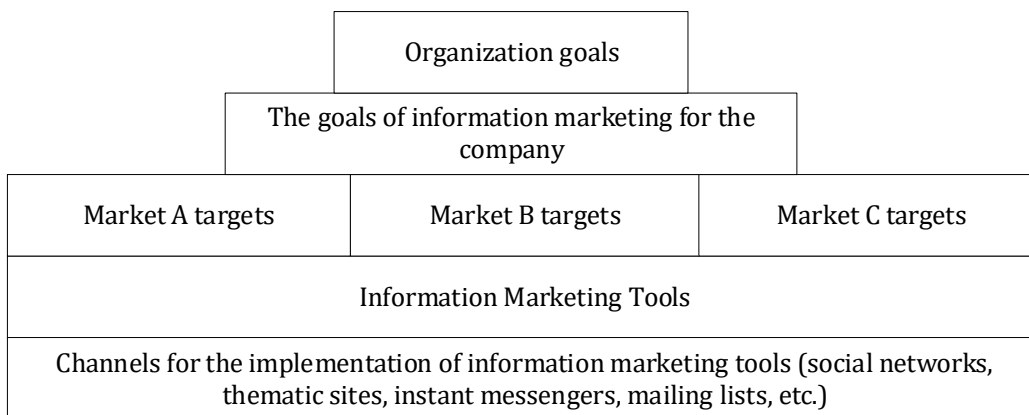 Organization goals
The goals of information marketing for the
company
Market A targets
Market B targets
Market C targets
Information Marketing Tools
Channels for the implementation of information marketing tools (social networks,
thematic sites, instant messengers, mailing lists, etc.)